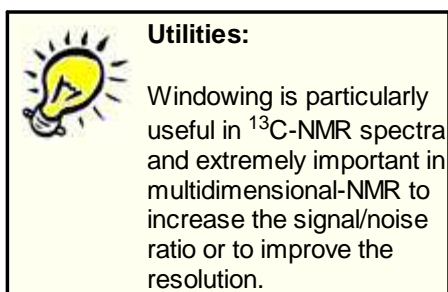 Utilities:
Windowing is particularly
useful in ¹³C-NMR spectra
and extremely important in
multidimensional-NMR to
increase the signal/noise
ratio or to improve the
resolution.